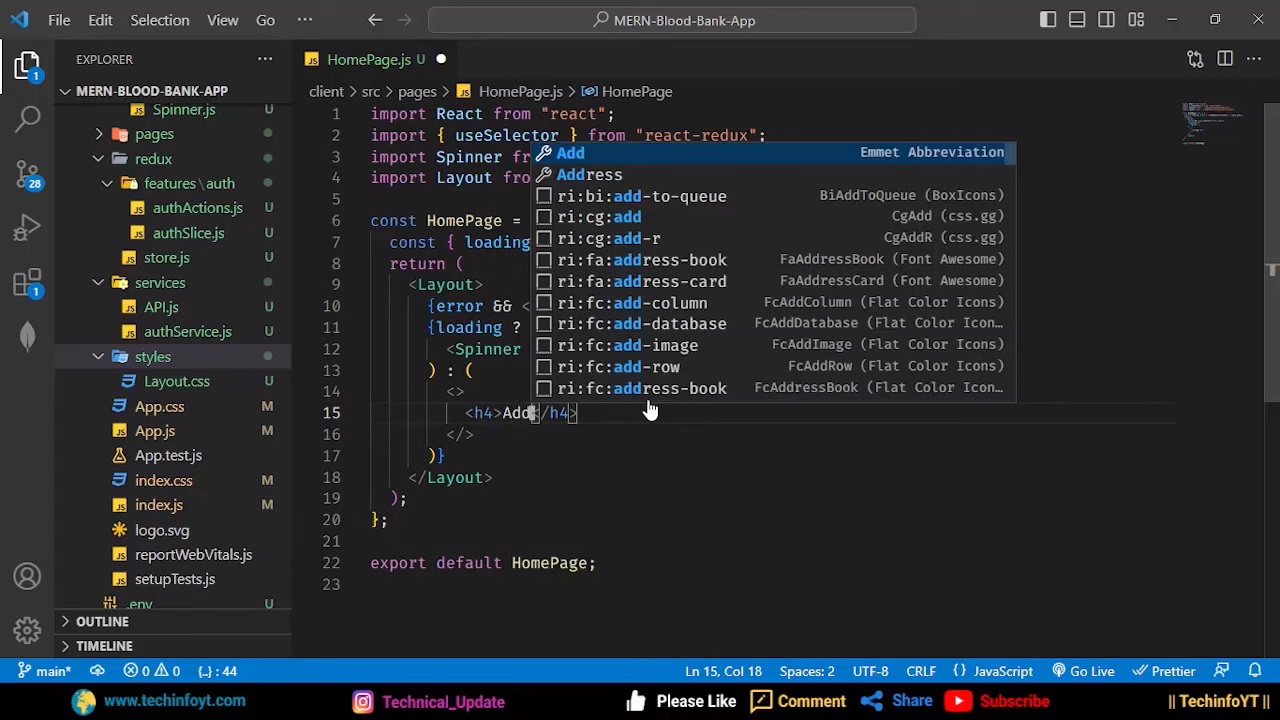 File Edit Selection View Go ··· MERN-Blood-Bank-App
EXPLORER ···
MERN-BLOOD-BANK-APP
Spinner.js U
pages
redux
features\auth
authActions.js U
authSlice.js U
store.js U
services
API.js U
authService.js U
styles
Layout.css U
App.css M
App.js M
App.test.js
index.css M
index.js M
logo.svg
reportWebVitals.js
setupTests.js
.env U
OUTLINE
TIMELINE
1
28
1
HomePage.js U
client > src > pages > HomePage.js > HomePage
1 import React from "react";
2 import { useSelector } from "react-redux";
3 import Spinner fr
4 import Layout from
5
6 const HomePage =
7 const { loading
8 return (
9 <Layout>
10 {error && <
11 {loading ?
12 <Spinner
13 ) : (
14 <>
15 <h4>Add</h4>
16 </>
17 )}
18 </Layout>
19 );
20 };
21
22 export default HomePage;
23
Add Emmet Abbreviation
Address
ri:bi:add-to-queue BiAddToQueue (BoxIcons)
ri:cg:add CgAdd (css.gg)
ri:cg:add-r CgAddR (css.gg)
ri:fa:address-book FaAddressBook (Font Awesome)
ri:fa:address-card FaAddressCard (Font Awesome)
ri:fc:add-column FcAddColumn (Flat Color Icons)
ri:fc:add-database FcAddDatabase (Flat Color Icon…
ri:fc:add-image FcAddImage (Flat Color Icons)
ri:fc:add-row FcAddRow (Flat Color Icons)
ri:fc:address-book FcAddressBook (Flat Color Icons)
main* 0 0 {..} : 44 Ln 15, Col 18 Spaces: 2 UTF-8 CRLF {} JavaScript Go Live Prettier
www.techinfoyt.com Technical_Update Please Like Comment Share Subscribe || TechinfoYT ||